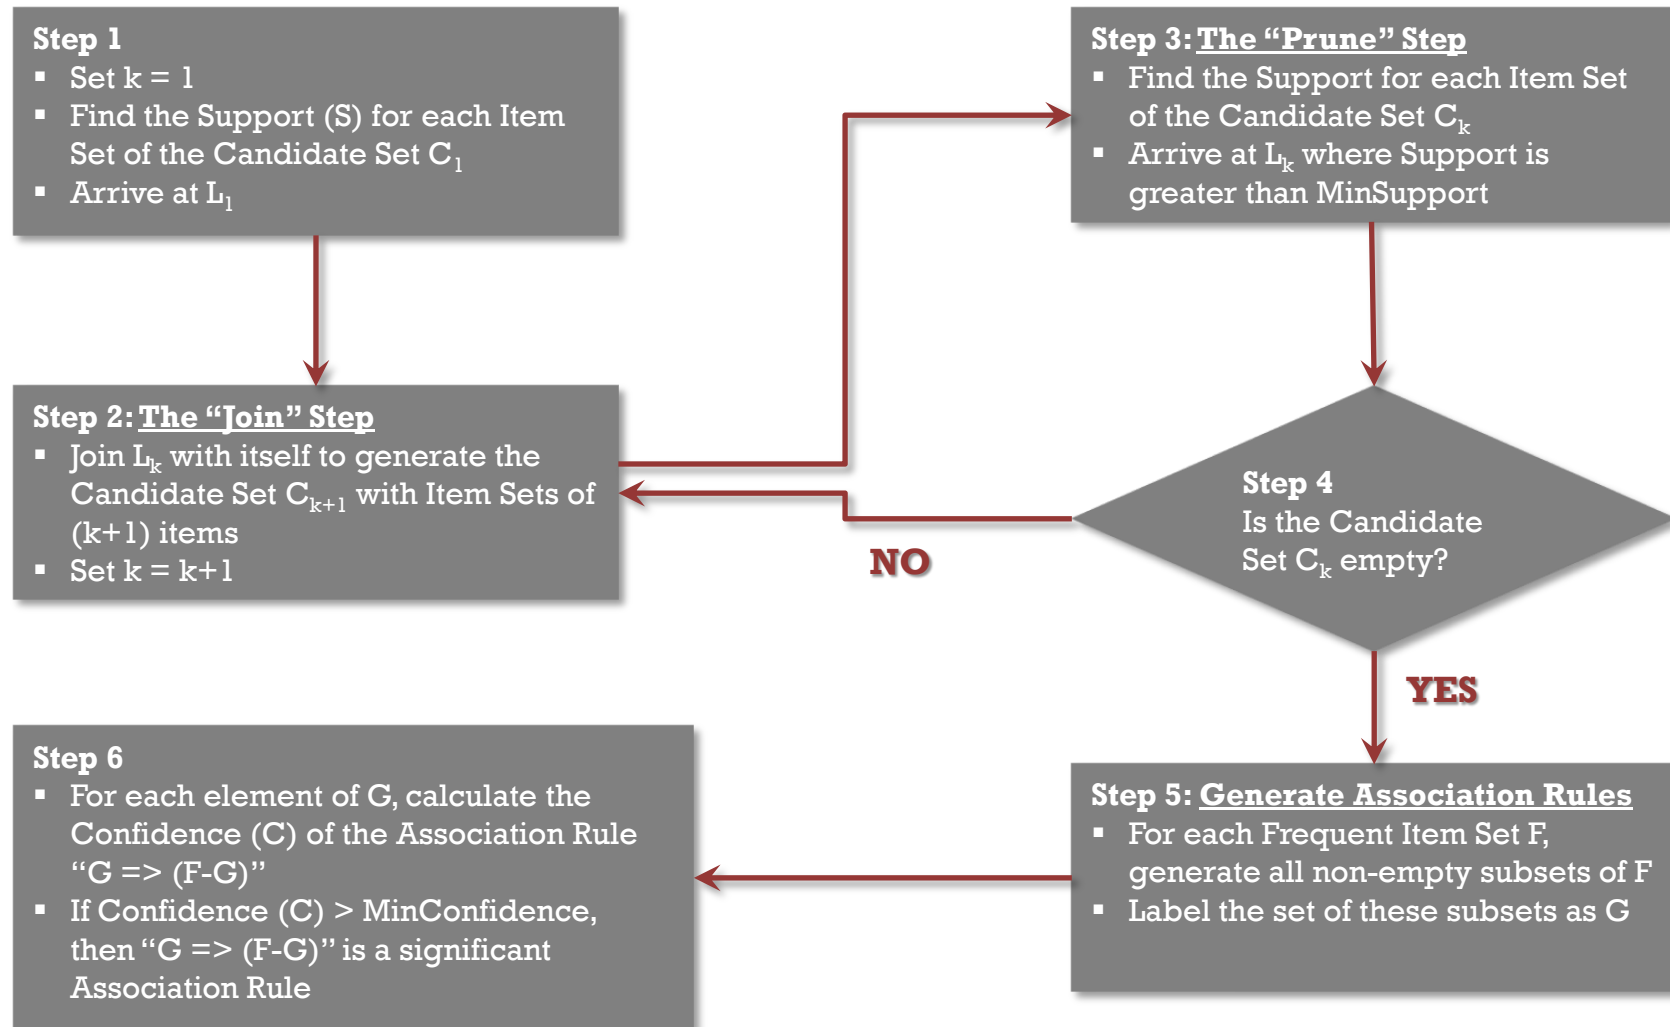 Step 1
▪ Set k = 1
▪ Find the Support (S) for each Item
Set of the Candidate Set C₁
▪ Arrive at L₁
Step 2: The “Join” Step
▪ Join Lₖ with itself to generate the
Candidate Set Cₖ₊₁ with Item Sets of
(k+1) items
▪ Set k = k+1
Step 3: The “Prune” Step
▪ Find the Support for each Item Set
of the Candidate Set Cₖ
▪ Arrive at Lₖ where Support is
greater than MinSupport
Step 4
Is the Candidate
Set Cₖ empty?
NO
YES
Step 5: Generate Association Rules
▪ For each Frequent Item Set F,
generate all non-empty subsets of F
▪ Label the set of these subsets as G
Step 6
▪ For each element of G, calculate the
Confidence (C) of the Association Rule
“G => (F-G)”
▪ If Confidence (C) > MinConfidence,
then “G => (F-G)” is a significant
Association Rule